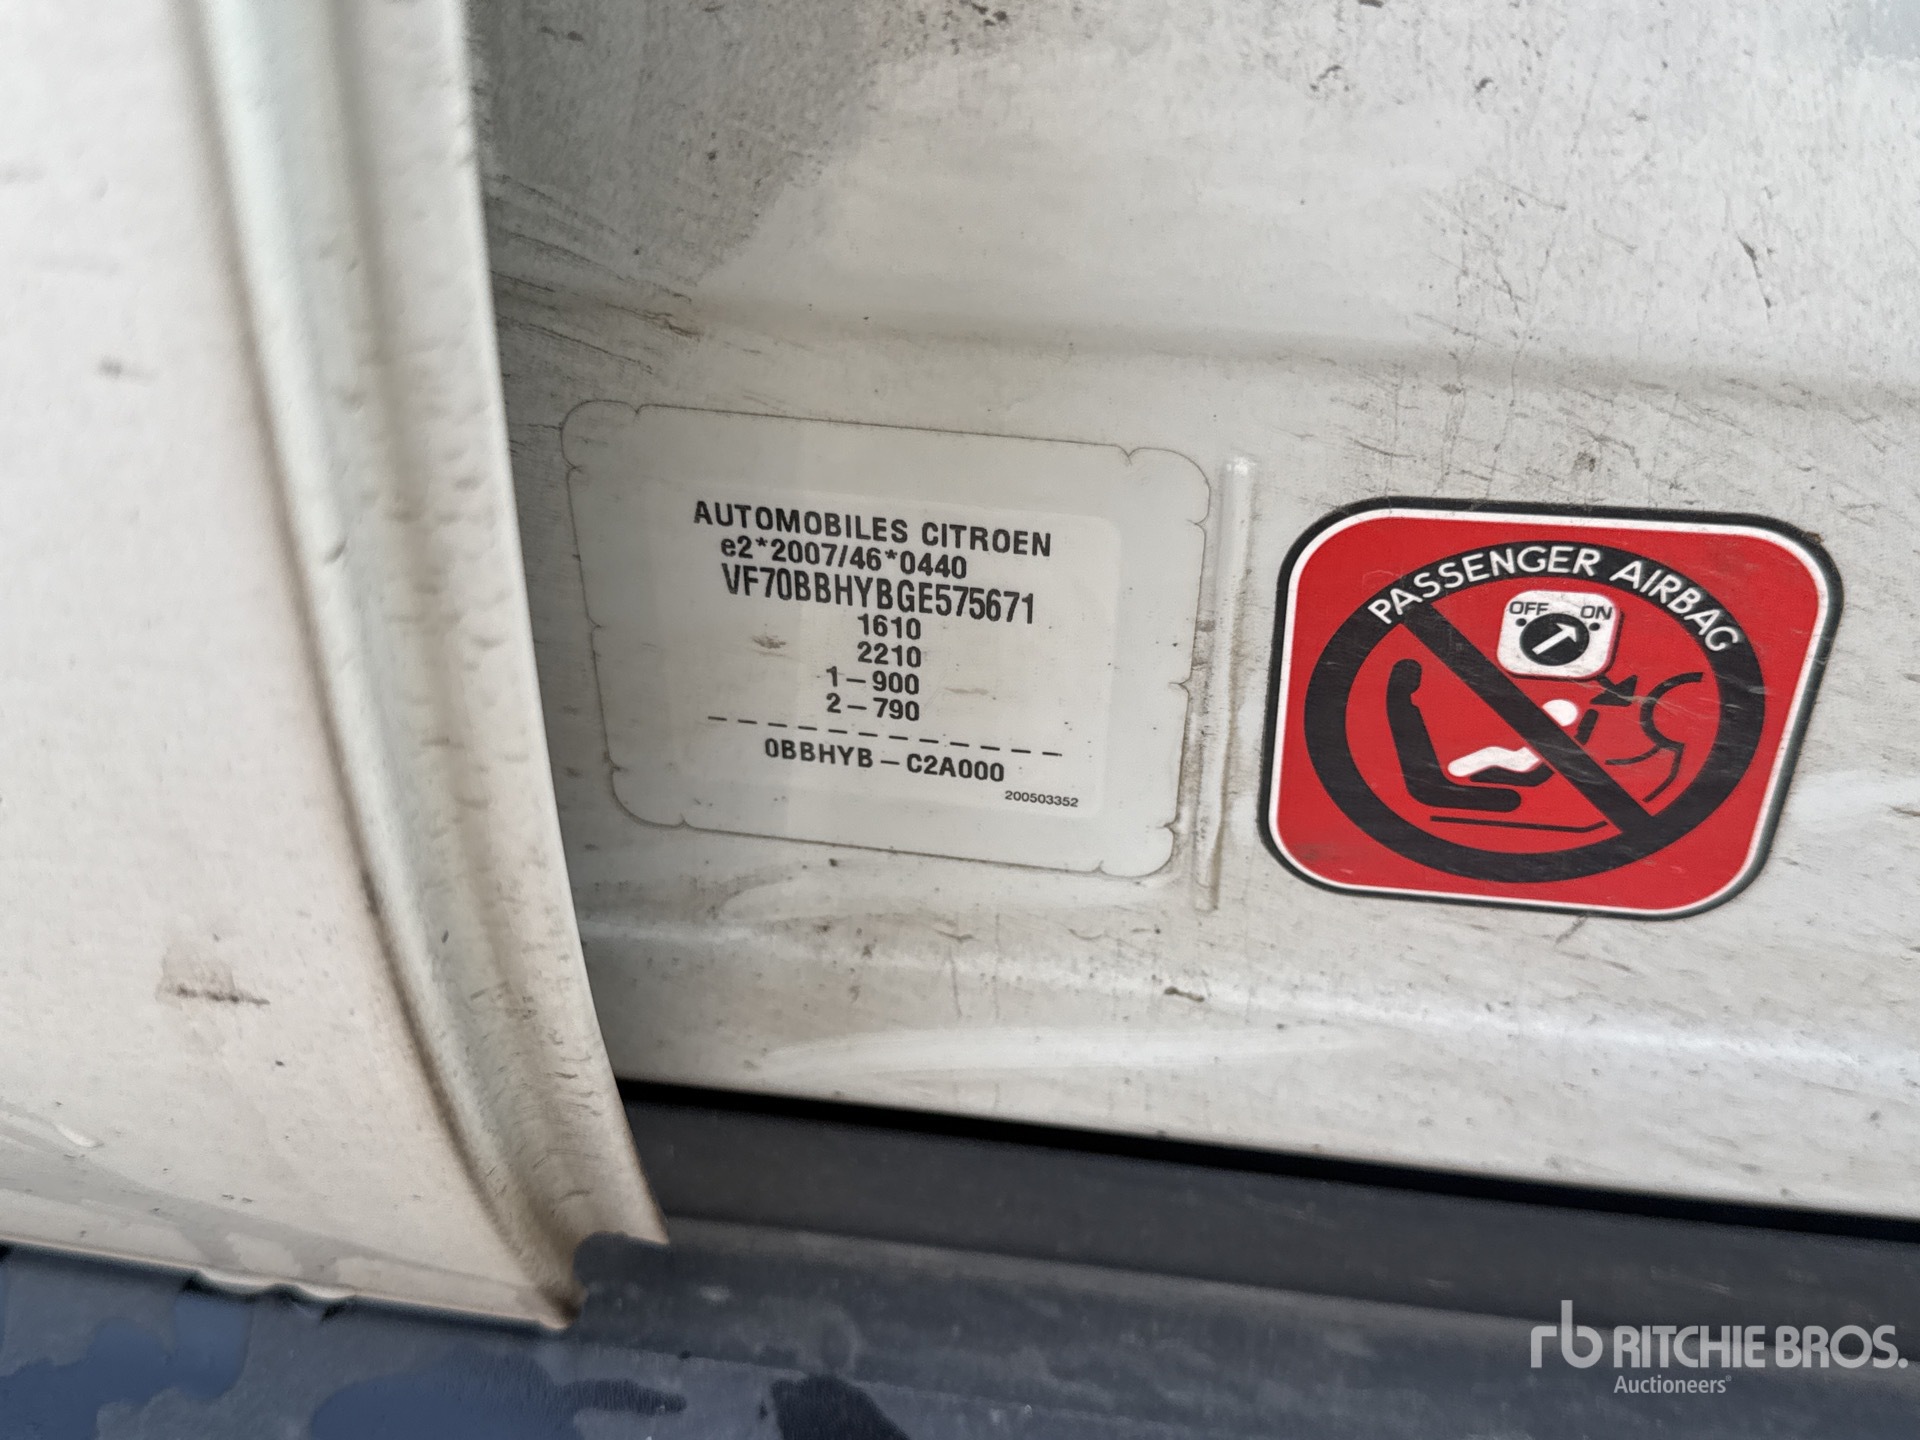 AUTOMOBILES CITROEN
e2*2007/46*0440
VF70BBHYBGE575671
1610
2210
1-900
2-790
------------
0BBHYB-C2A000
200503352
PASSENGER AIRBAG
OFF ON
rb RITCHIE BROS.
Auctioneers